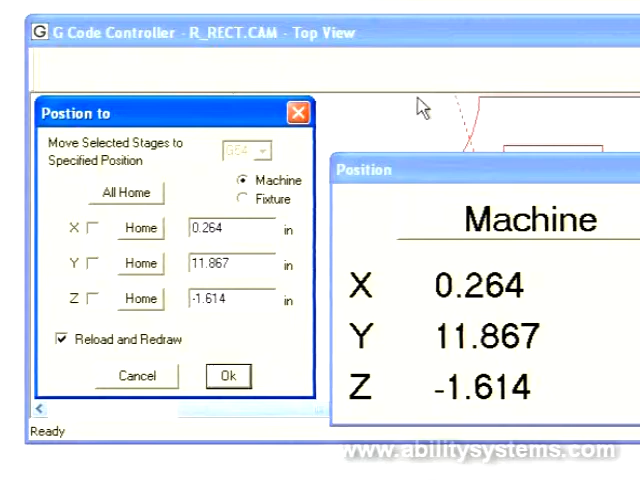 G G Code Controller - R_RECT.CAM - Top View
Postion to
Move Selected Stages to
Specified Position
G54
All Home
Machine
Fixture
X Home 0.264 in
Y Home 11.867 in
Z Home -1.614 in
Reload and Redraw
Cancel Ok
Ready
Position
Machine
X 0.264
Y 11.867
Z -1.614
www.abilitysystems.com